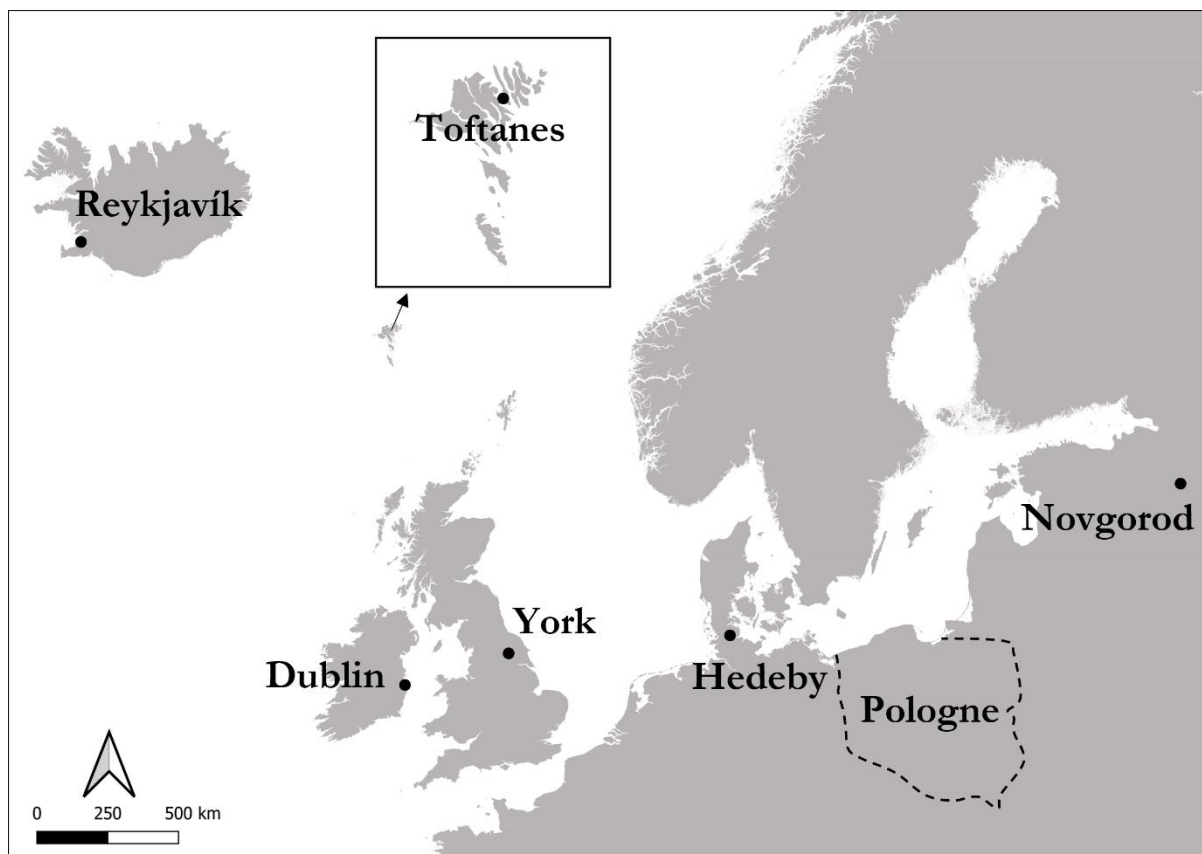 Toftanes
Reykjavík
Novgorod
York
Dublin
Hedeby
Pologne
0 250 500 km